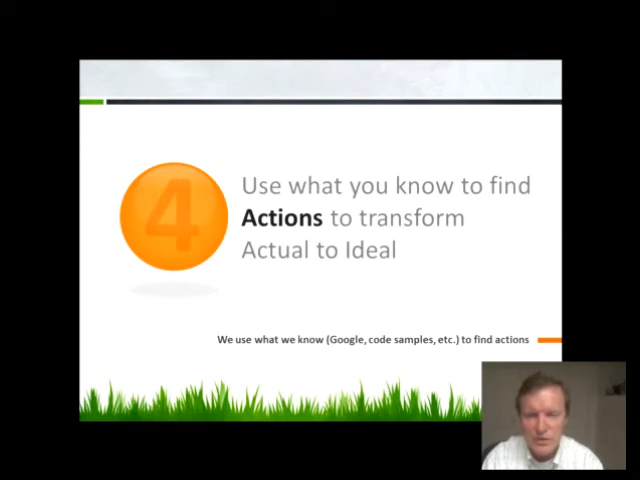 4
Use what you know to find
Actions to transform
Actual to Ideal
We use what we know (Google, code samples, etc.) to find actions